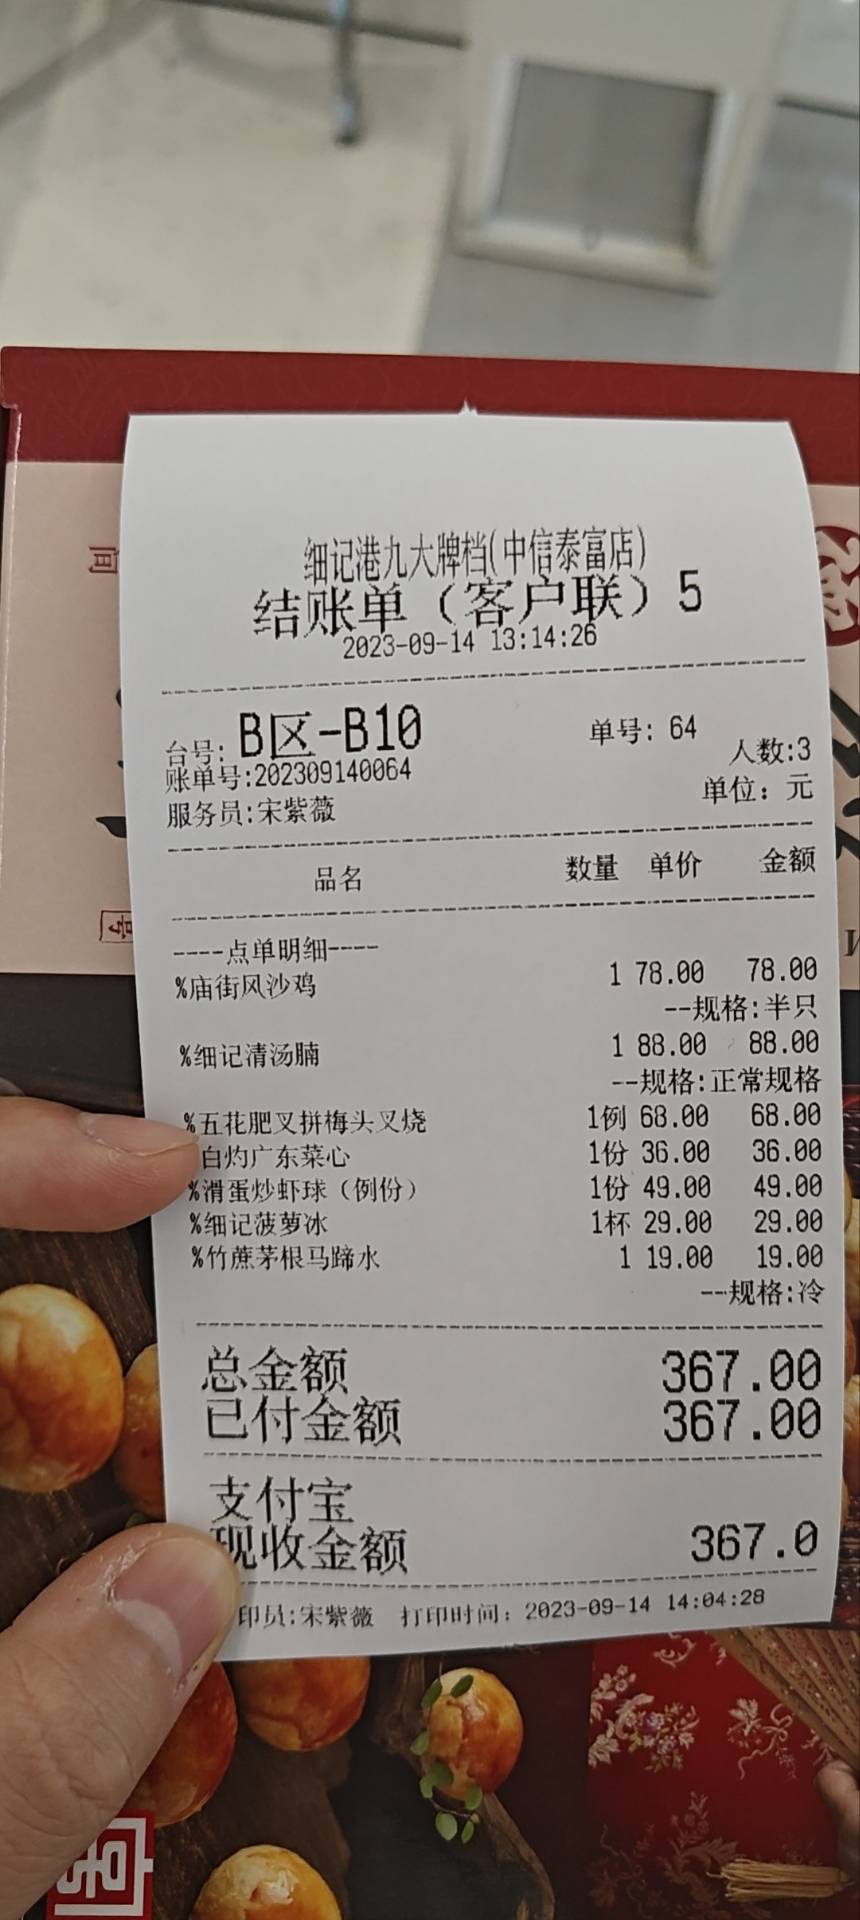 细记港九大牌档(中信泰富店)
结账单（客户联）5
2023-09-14 13:14:26
台号: B区-B10 单号: 64
人数:3
账单号:202309140064
单位：元
服务员:宋紫薇
品名 数量 单价 金额
----点单明细----
%庙街风沙鸡 1 78.00 78.00
--规格:半只
%细记清汤腩 1 88.00 88.00
--规格:正常规格
%五花肥叉拼梅头叉烧 1例 68.00 68.00
白灼广东菜心 1份 36.00 36.00
%滑蛋炒虾球（例份） 1份 49.00 49.00
%细记菠萝冰 1杯 29.00 29.00
%竹蔗茅根马蹄水 1 19.00 19.00
--规格:冷
总金额 367.00
已付金额 367.00
支付宝
现收金额 367.0
印员:宋紫薇 打印时间：2023-09-14 14:04:28